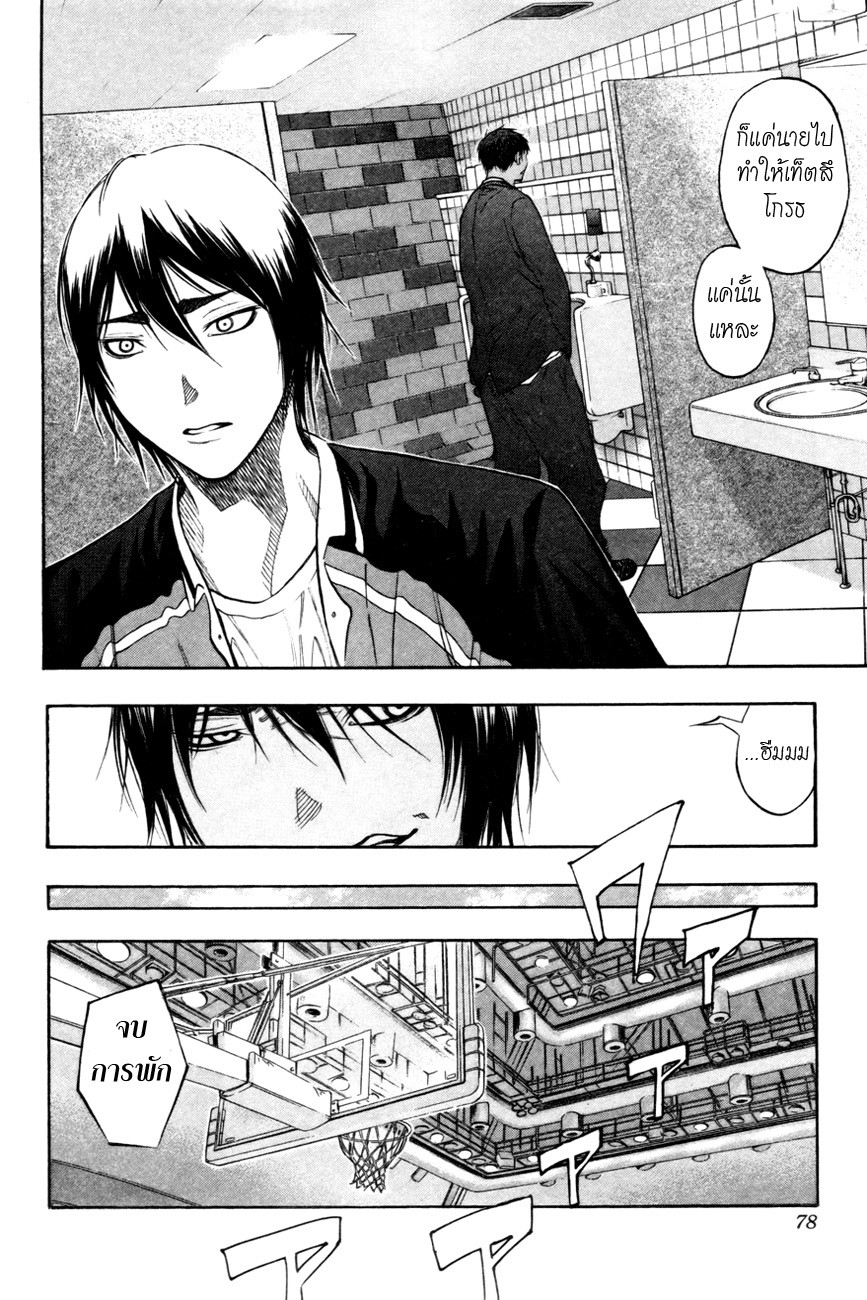 ก็แค่นายไป
ทำให้เท็ตสึ
โกรธ
แค่นั้น
แหละ
...ฮืมมม
จบ
การพัก
78